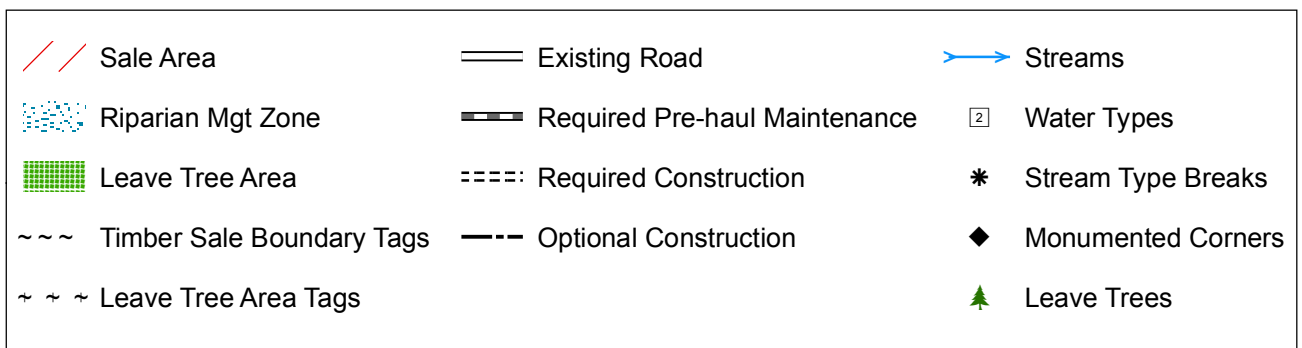 Sale Area
Existing Road
Streams
Riparian Mgt Zone
Required Pre-haul Maintenance
2
Water Types
Leave Tree Area
Required Construction
Stream Type Breaks
Timber Sale Boundary Tags
Optional Construction
Monumented Corners
Leave Tree Area Tags
Leave Trees